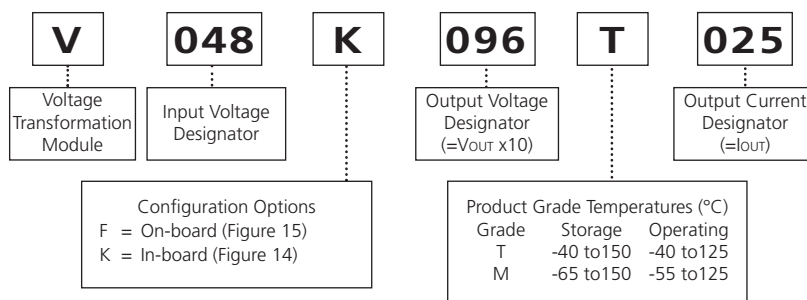 V 048 K 096 T 025
Voltage
Transformation
Module
Input Voltage
Designator
Output Voltage
Designator
(=VOUT x10)
Output Current
Designator
(=IOUT)
Configuration Options
F = On-board (Figure 15)
K = In-board (Figure 14)
Product Grade Temperatures (°C)
Grade Storage Operating
T -40 to150 -40 to125
M -65 to150 -55 to125